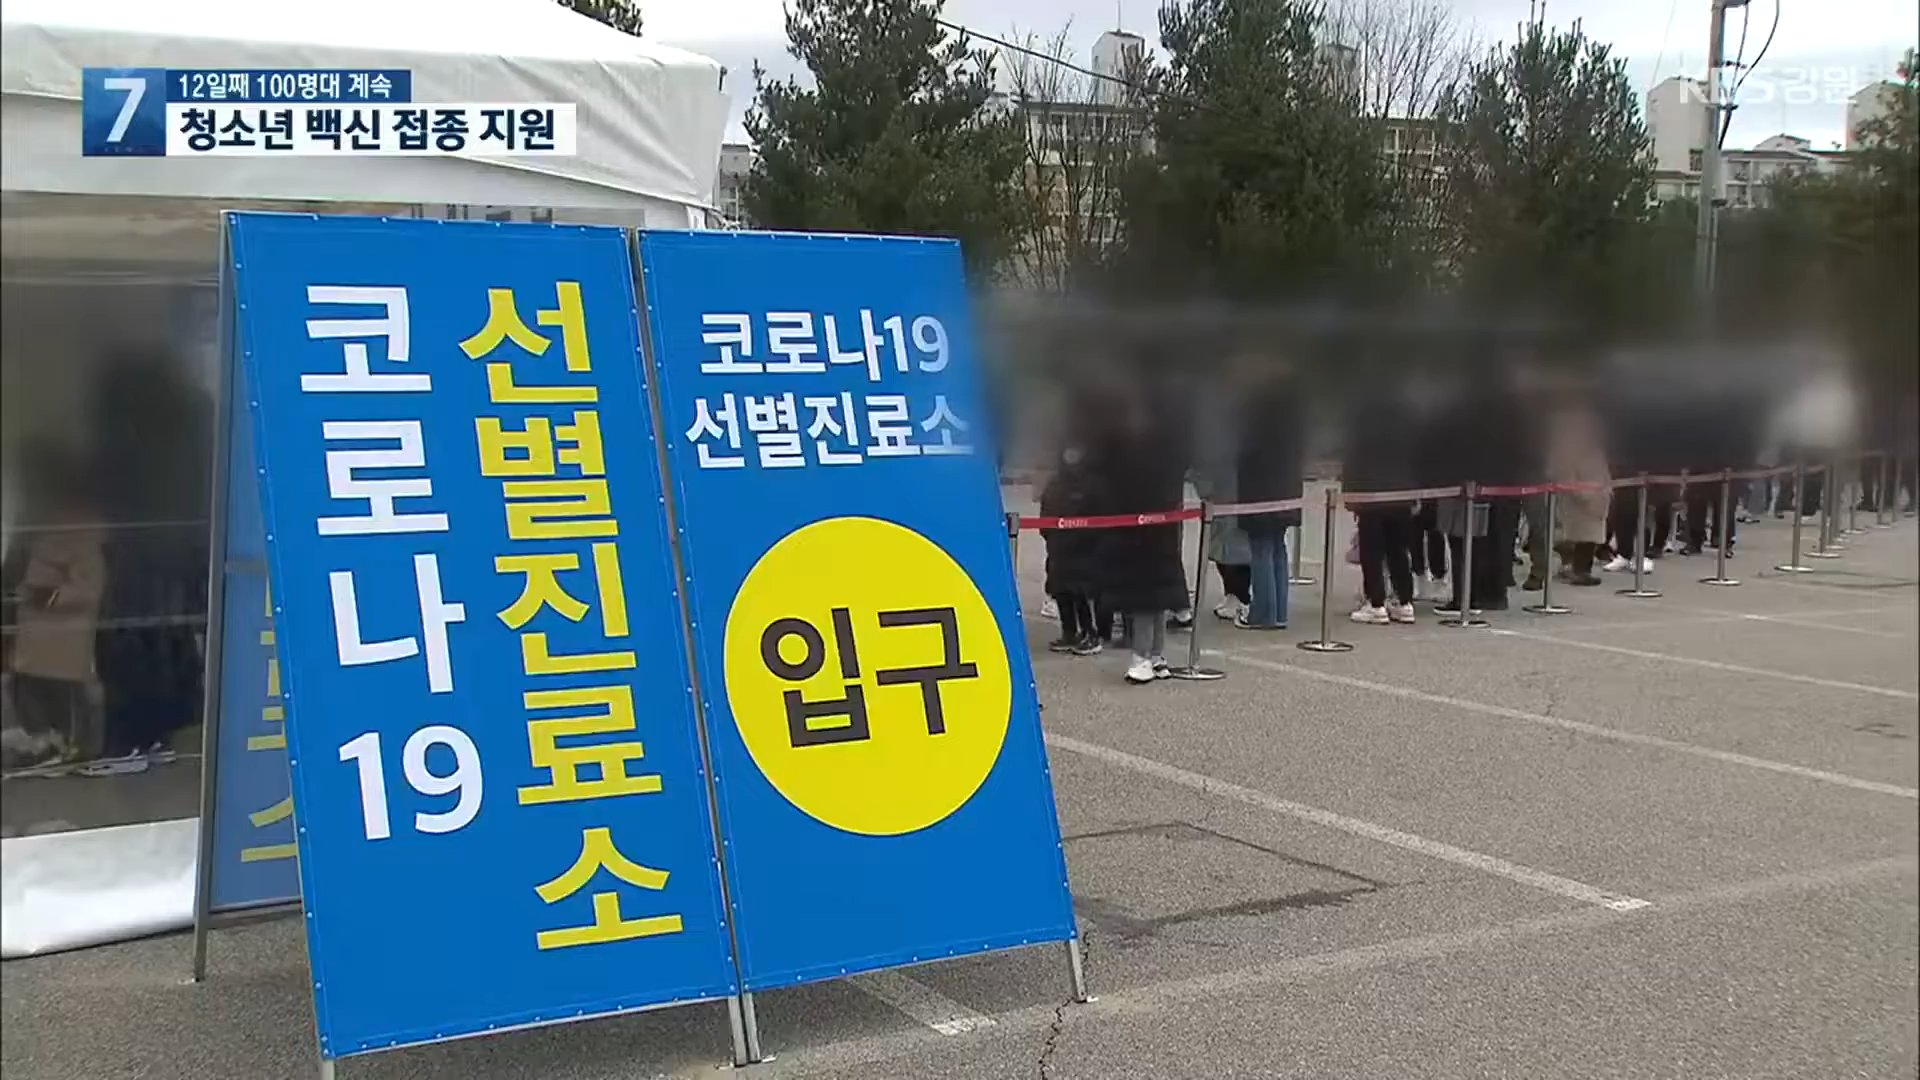 7
12일째 100명대 계속
청소년 백신 접종 지원
KBS강원
코로나19
선별진료소
코로나19
선별진료소
입구